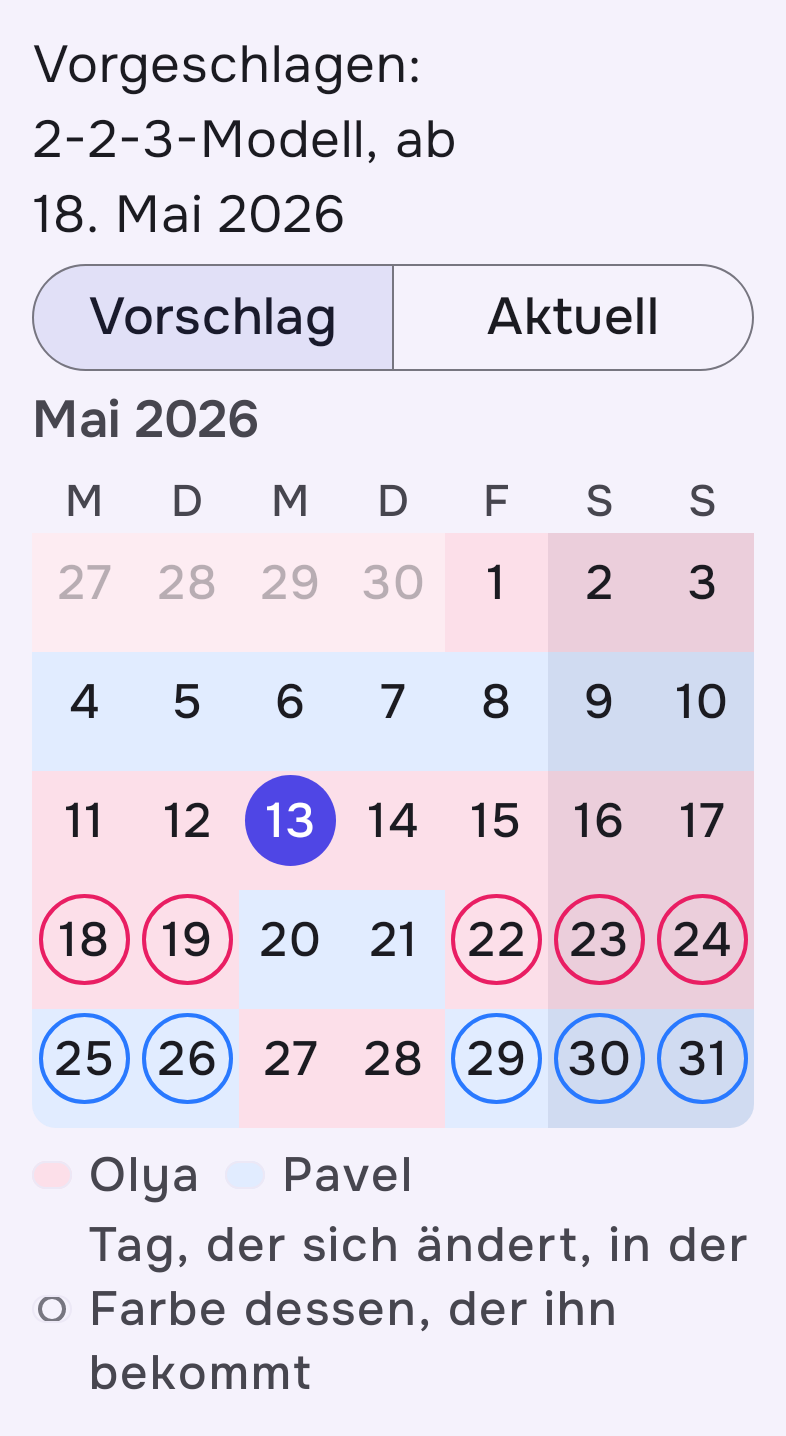 Vorgeschlagen:
2-2-3-Modell, ab
18. Mai 2026
Vorschlag Aktuell
Mai 2026
M D M D F S S
27 28 29 30 1 2 3
4 5 6 7 8 9 10
11 12 13 14 15 16 17
18 19 20 21 22 23 24
25 26 27 28 29 30 31
Olya Pavel
Tag, der sich ändert, in der
Farbe dessen, der ihn
bekommt